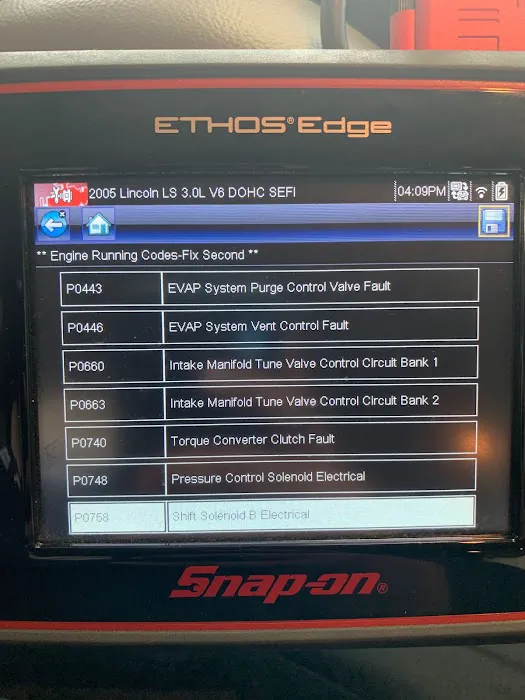 ETHOS® Edge
2005 Lincoln LS 3.0L V6 DOHC SEFI 04:09PM
** Engine Running Codes-Fix Second **
P0443 EVAP System Purge Control Valve Fault
P0446 EVAP System Vent Control Fault
P0660 Intake Manifold Tune Valve Control Circuit Bank 1
P0663 Intake Manifold Tune Valve Control Circuit Bank 2
P0740 Torque Converter Clutch Fault
P0748 Pressure Control Solenoid Electrical
P0758 Shift Solenoid B Electrical
Snap-on®